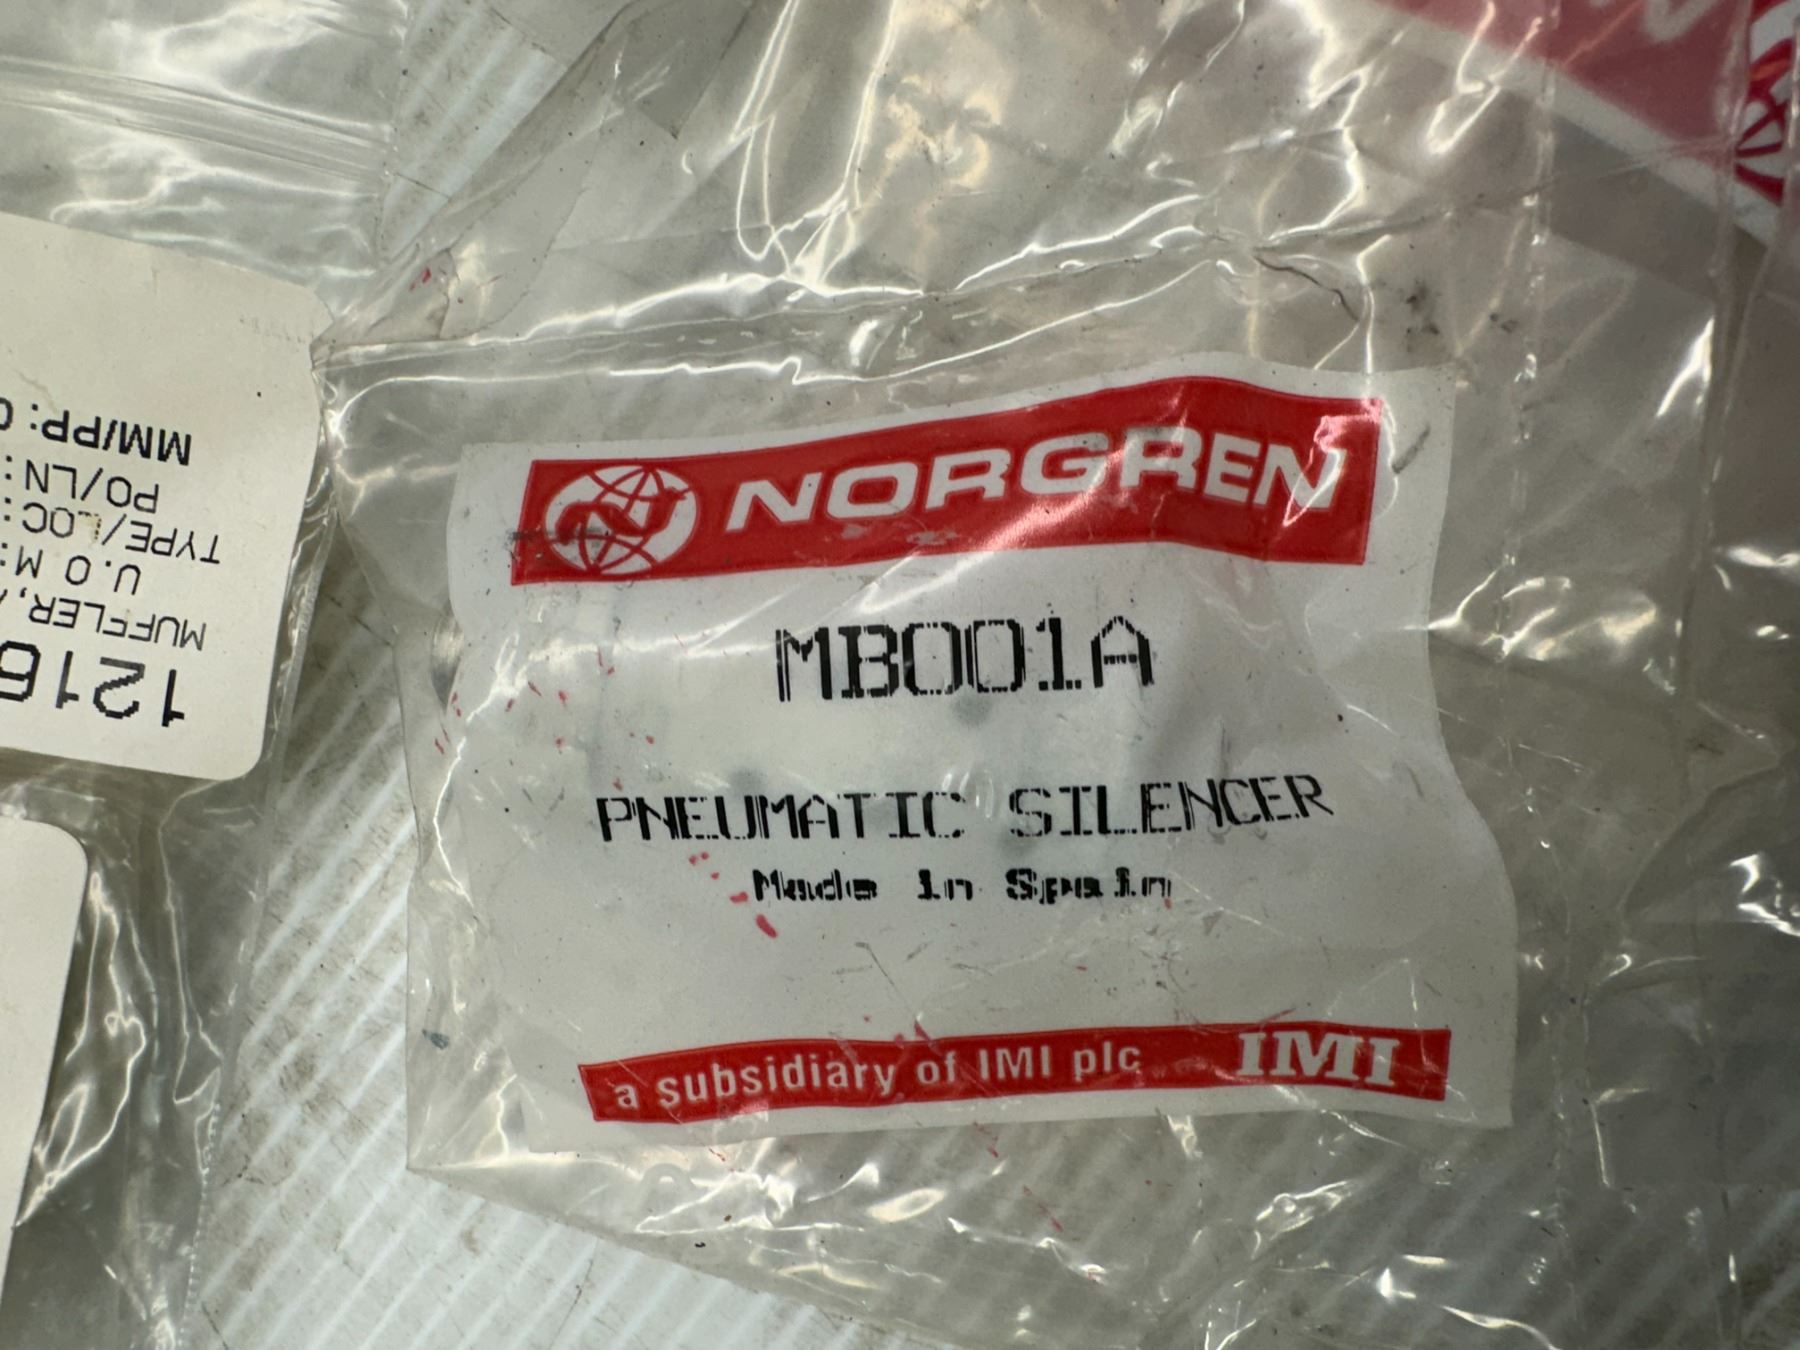 NORGREN
MB001A
PNEUMATIC SILENCER
Made in Spain
a subsidiary of IMI plc IMI
1216
MUFFLER,
U.O M:
TYPE/LOC:
PO/LN:
MM/PP: